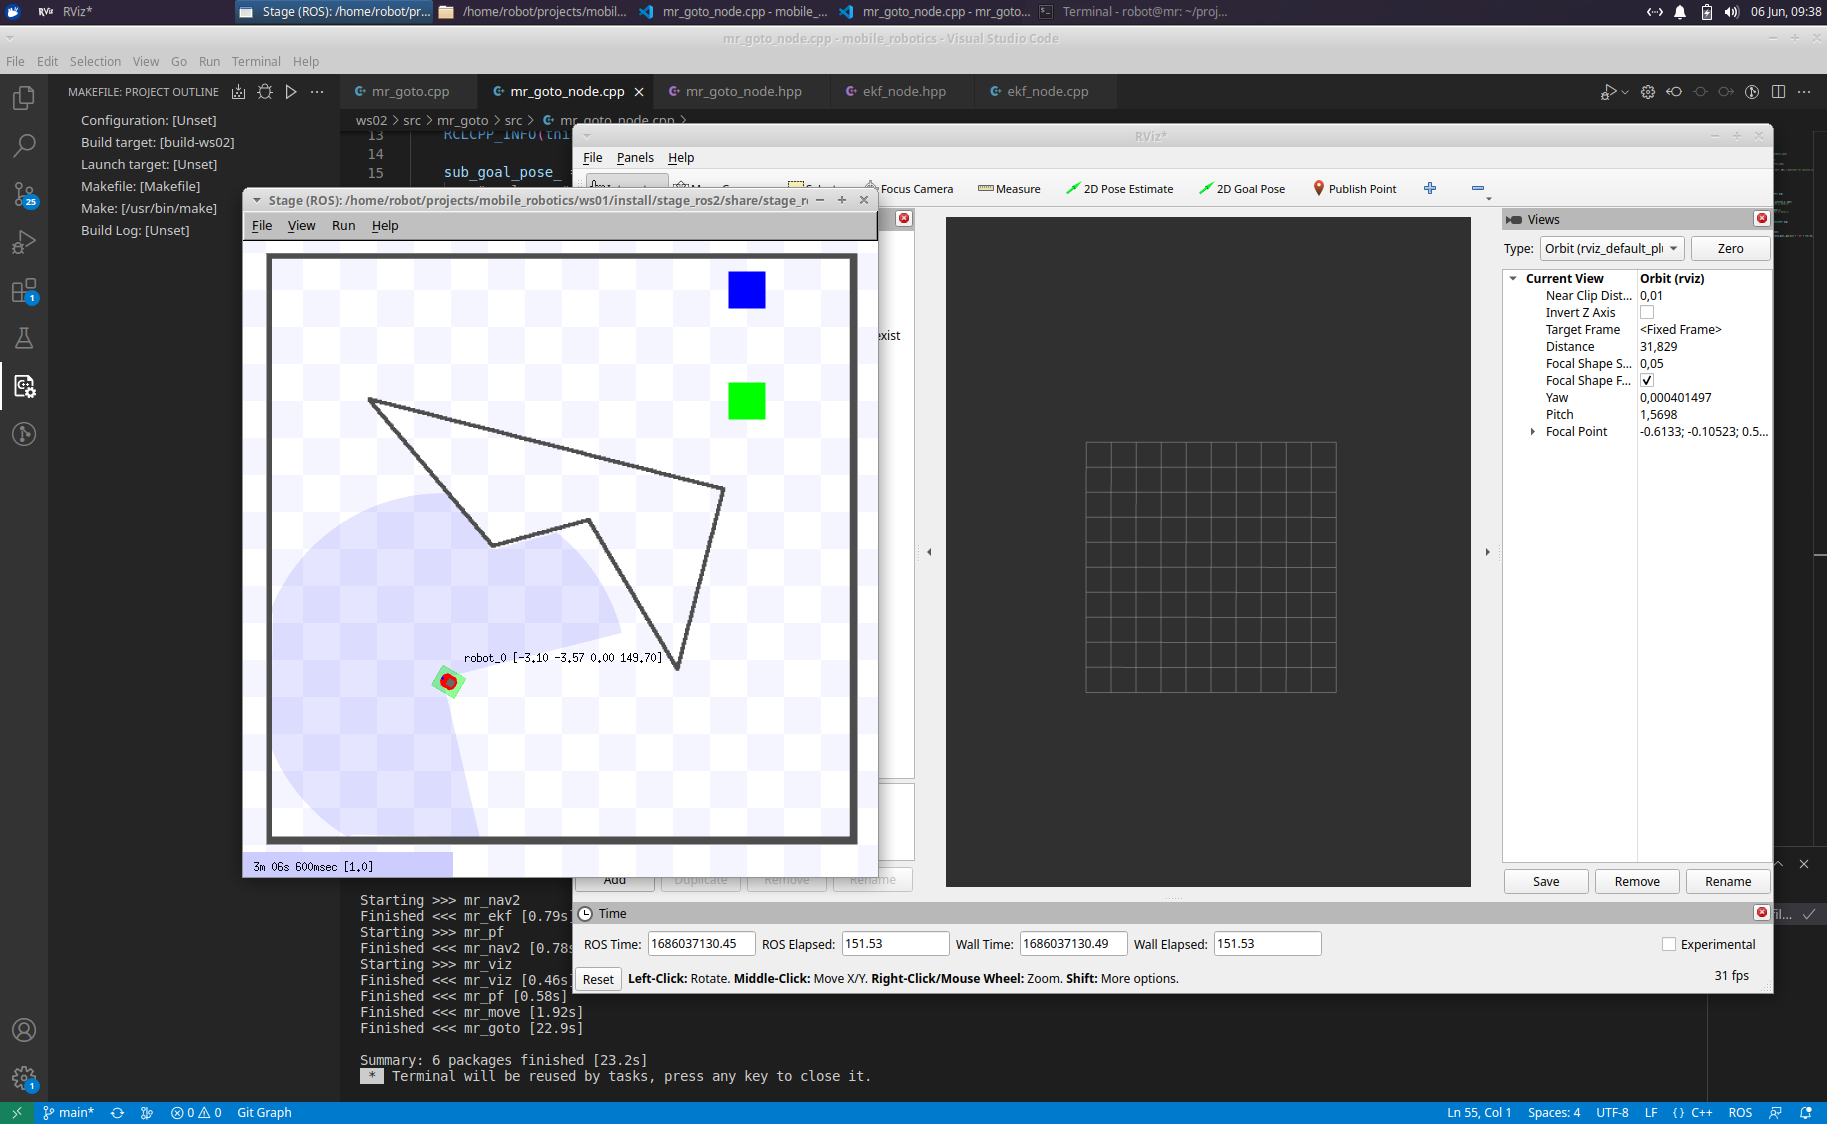 RViz*
Stage (ROS): /home/robot/pr...
/home/robot/projects/mobil...
mr_goto_node.cpp - mobile_...
mr_goto_node.cpp - mr_goto...
Terminal - robot@mr: ~/proj...
06 Jun, 09:38
mr_goto_node.cpp - mobile_robotics - Visual Studio Code
File Edit Selection View Go Run Terminal Help
MAKEFILE: PROJECT OUTLINE
mr_goto.cpp
mr_goto_node.cpp
mr_goto_node.hpp
ekf_node.hpp
ekf_node.cpp
Configuration: [Unset]
Build target: [build-ws02]
Launch target: [Unset]
Makefile: [Makefile]
Make: [/usr/bin/make]
Build Log: [Unset]
25
1
1
ws02 > src > mr_goto > src > mr_goto_node.cpp >
13 RCLCPP_INFO(thi
14
15 sub_goal_pose_ =
RViz*
File Panels Help
Focus Camera
Measure
2D Pose Estimate
2D Goal Pose
Publish Point
Stage (ROS): /home/robot/projects/mobile_robotics/ws01/install/stage_ros2/share/stage_r
File View Run Help
robot_0 [-3.10 -3.57 0.00 149.70]
3m 06s 600msec [1.0]
exist
Views
Type: Orbit (rviz_default_pl Zero
Current View Orbit (rviz)
Near Clip Dist... 0,01
Invert Z Axis
Target Frame <Fixed Frame>
Distance 31,829
Focal Shape S... 0,05
Focal Shape F...
Yaw 0,000401497
Pitch 1,5698
Focal Point -0.6133; -0.10523; 0.5...
Save Remove Rename
Add Duplicate Remove Rename
Time
ROS Time: 1686037130.45 ROS Elapsed: 151.53 Wall Time: 1686037130.49 Wall Elapsed: 151.53 Experimental
Reset Left-Click: Rotate. Middle-Click: Move X/Y. Right-Click/Mouse Wheel: Zoom. Shift: More options.
31 fps
Starting >>> mr_nav2
Finished <<< mr_ekf [0.79s]
Starting >>> mr_pf
Finished <<< mr_nav2 [0.78s
Starting >>> mr_viz
Finished <<< mr_viz [0.46s]
Finished <<< mr_pf [0.58s]
Finished <<< mr_move [1.92s]
Finished <<< mr_goto [22.9s]
Summary: 6 packages finished [23.2s]
* Terminal will be reused by tasks, press any key to close it.
main* 0 0 Git Graph
Ln 55, Col 1 Spaces: 4 UTF-8 LF {} C++ ROS